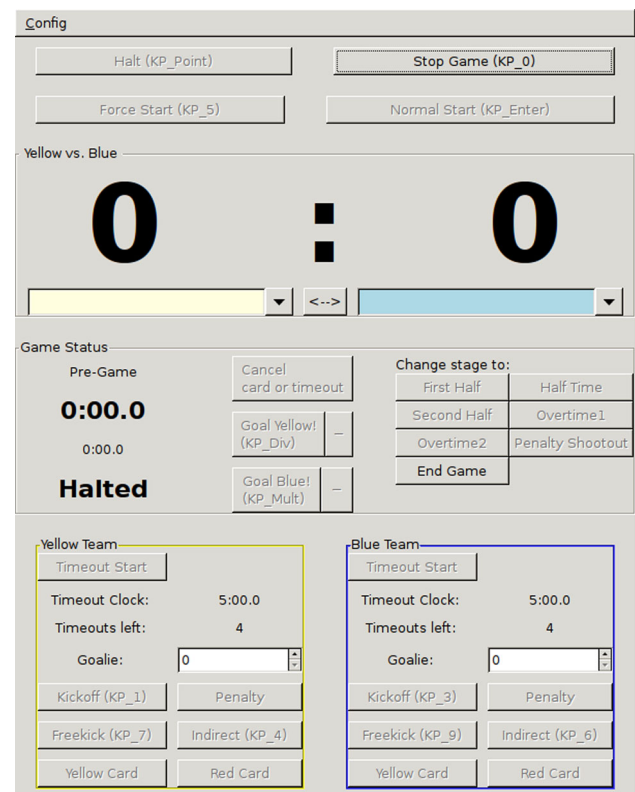 Config
Halt (KP_Point)
Stop Game (KP_0)
Force Start (KP_5)
Normal Start (KP_Enter)
Yellow vs. Blue
0 : 0
<-->
Game Status
Pre-Game
0:00.0
0:00.0
Halted
Cancel
card or timeout
Goal Yellow!
(KP_Div)
–
Goal Blue!
(KP_Mult)
–
Change stage to:
First Half
Half Time
Second Half
Overtime1
Overtime2
Penalty Shootout
End Game
Yellow Team
Timeout Start
Timeout Clock: 5:00.0
Timeouts left: 4
Goalie: 0
Kickoff (KP_1)
Penalty
Freekick (KP_7)
Indirect (KP_4)
Yellow Card
Red Card
Blue Team
Timeout Start
Timeout Clock: 5:00.0
Timeouts left: 4
Goalie: 0
Kickoff (KP_3)
Penalty
Freekick (KP_9)
Indirect (KP_6)
Yellow Card
Red Card